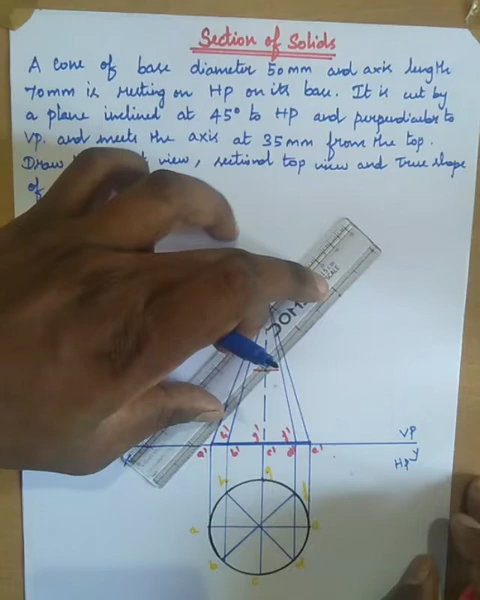 Section of Solids
A cone of base diameter 50mm and axis length
70mm is resting on HP on its base. It is cut by
a plane inclined at 45° to HP and perpendicular to
VP. and meets the axis at 35mm from the top.
Draw view, sectional top view and True shape
of
SCALE
VP
HP
y
a' b' c' d' e'
h' g' f'
g
a
b
c
d